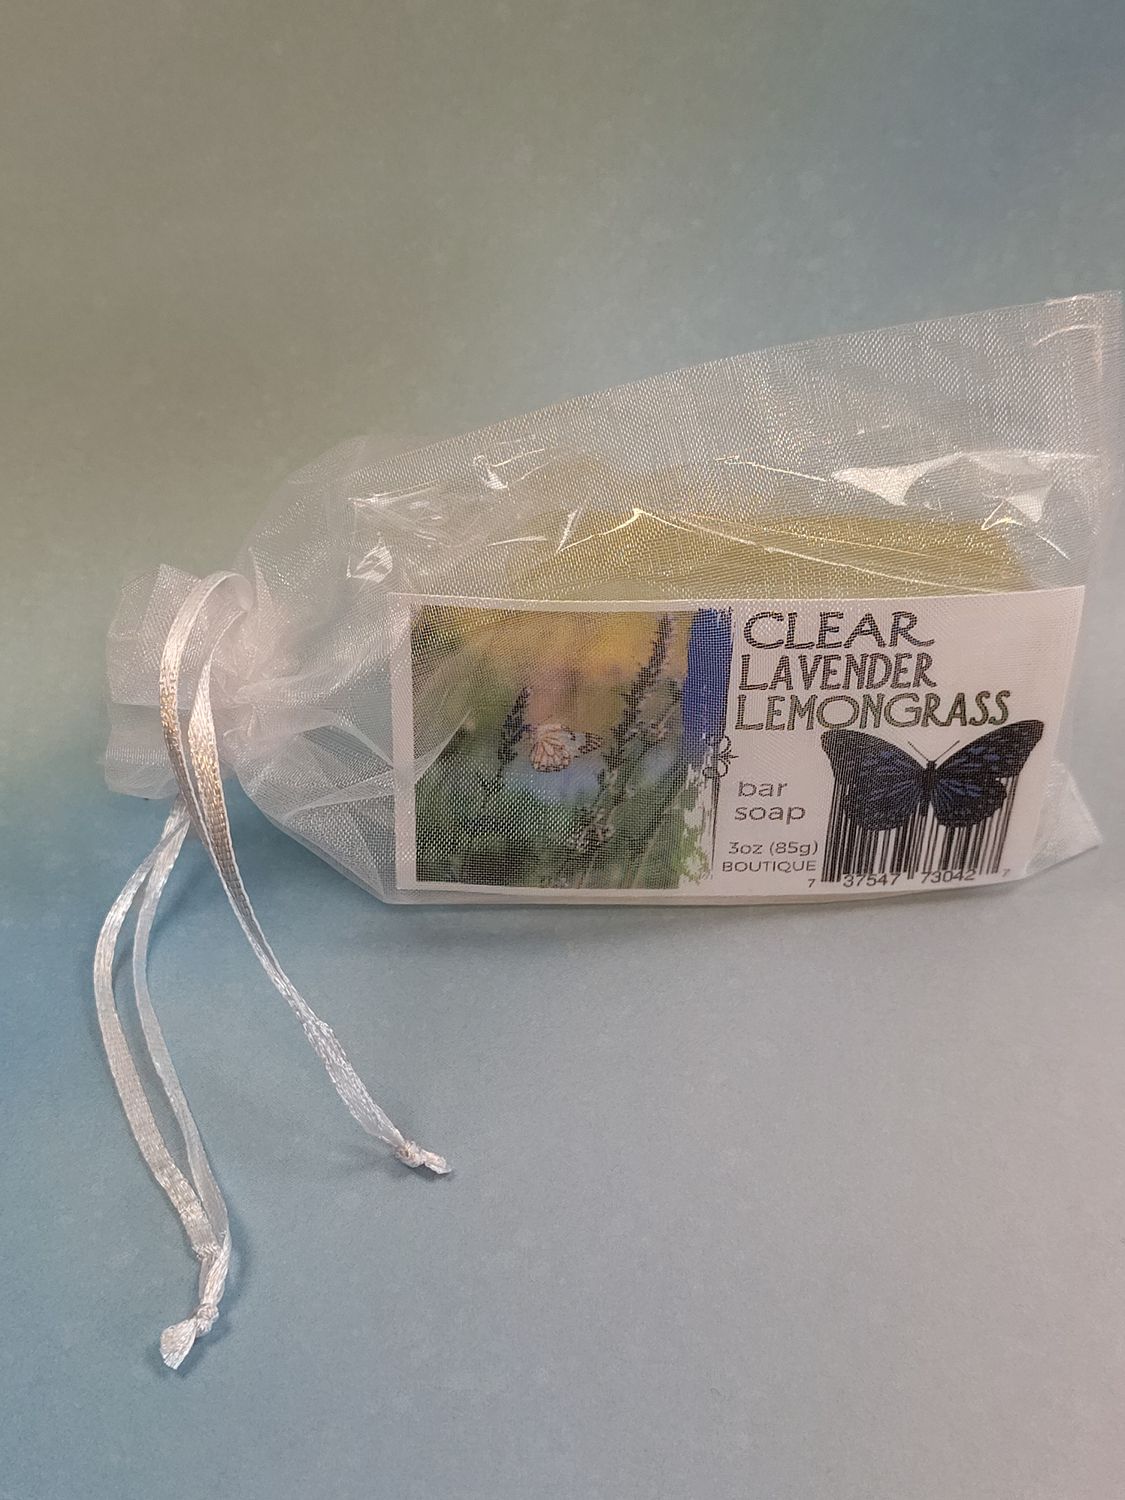 CLEAR
LAVENDER
LEMONGRASS
bar
soap
3oz (85g)
BOUTIQUE
7 37547 73042 7